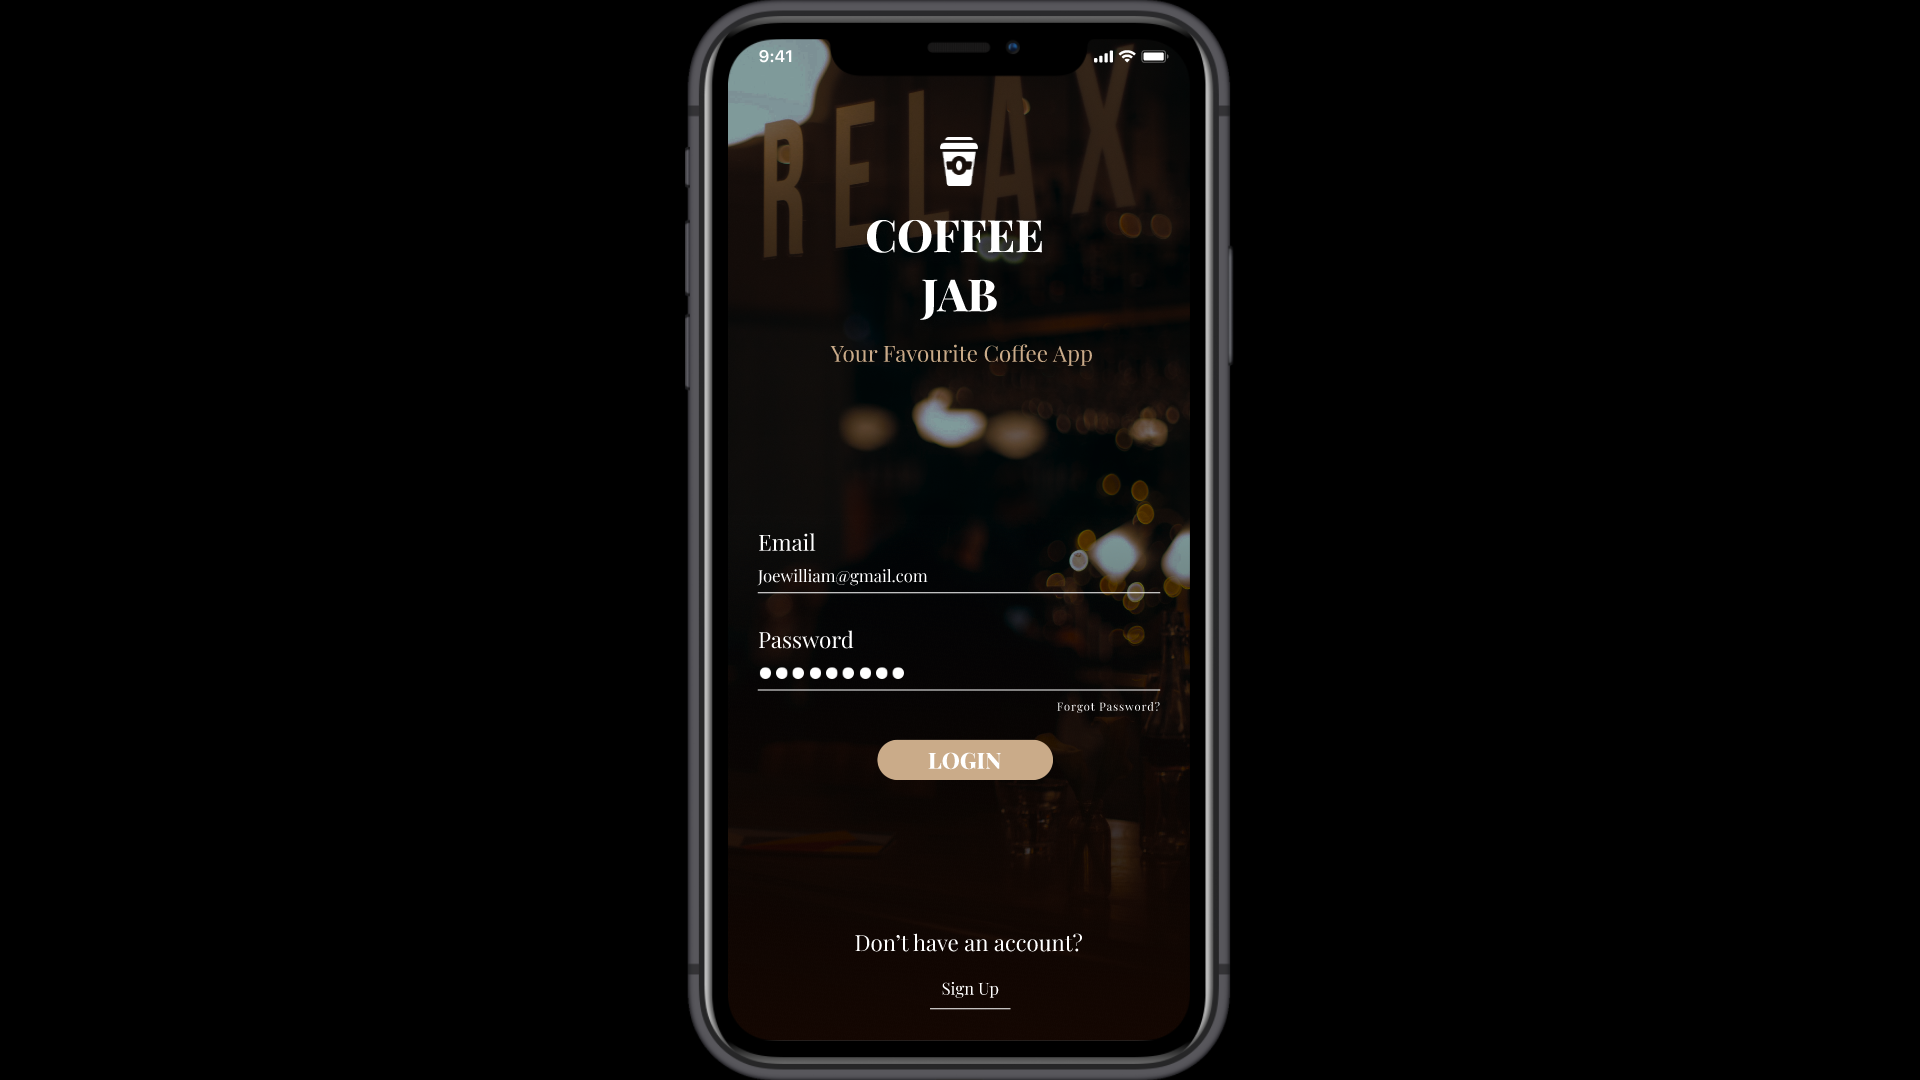 9:41
RELAX
COFFEE
JAB
Your Favourite Coffee App
Email
Joewilliam@gmail.com
Password
Forgot Password?
LOGIN
Don’t have an account?
Sign Up